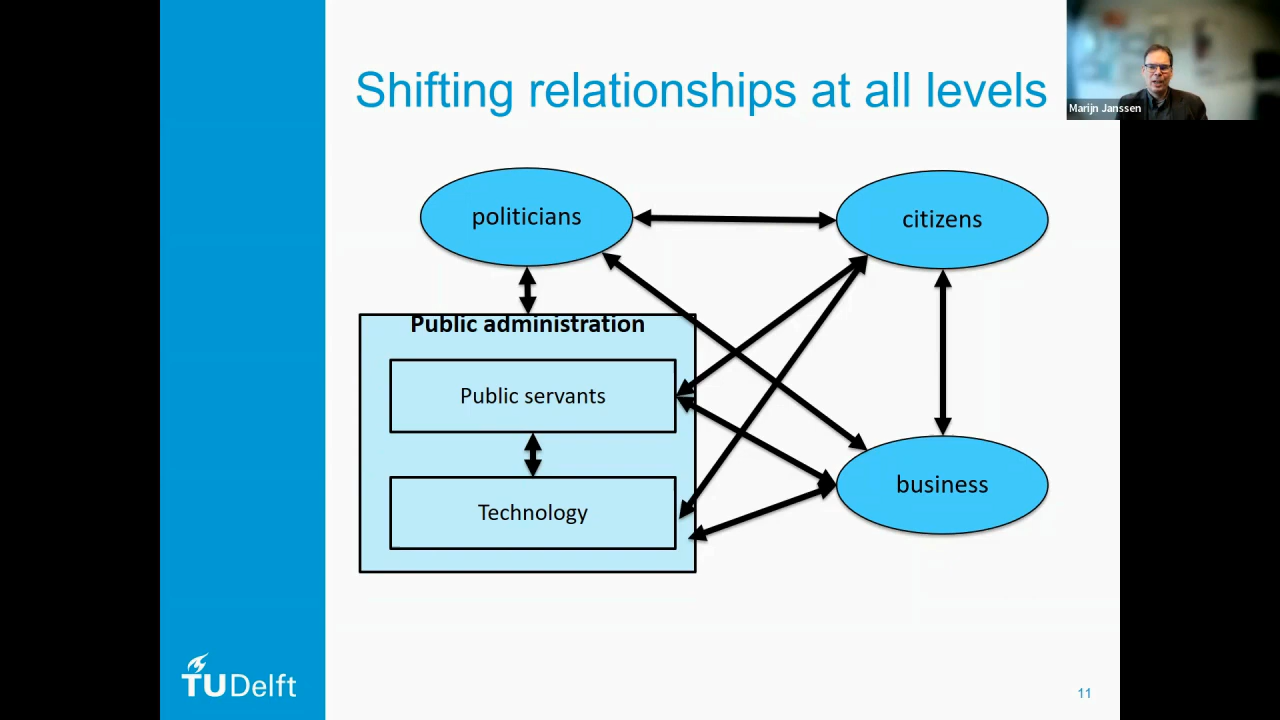 Shifting relationships at all levels
Marijn Janssen
politicians
citizens
Public administration
Public servants
Technology
business
TUDelft
11